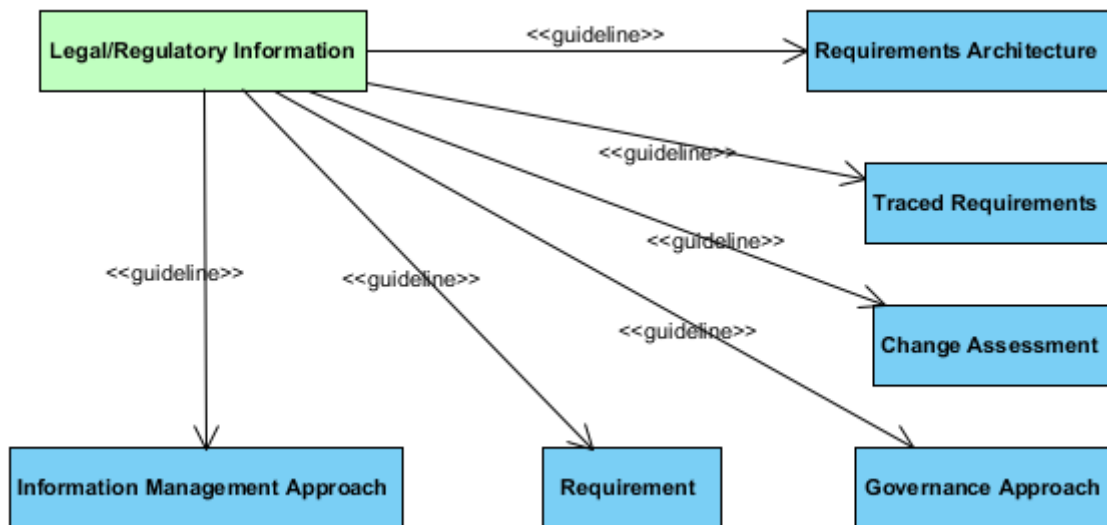 Legal/Regulatory Information
<<guideline>>
Requirements Architecture
<<guideline>>
Traced Requirements
<<guideline>>
Change Assessment
<<guideline>>
<<guideline>>
<<guideline>>
Information Management Approach
Requirement
Governance Approach